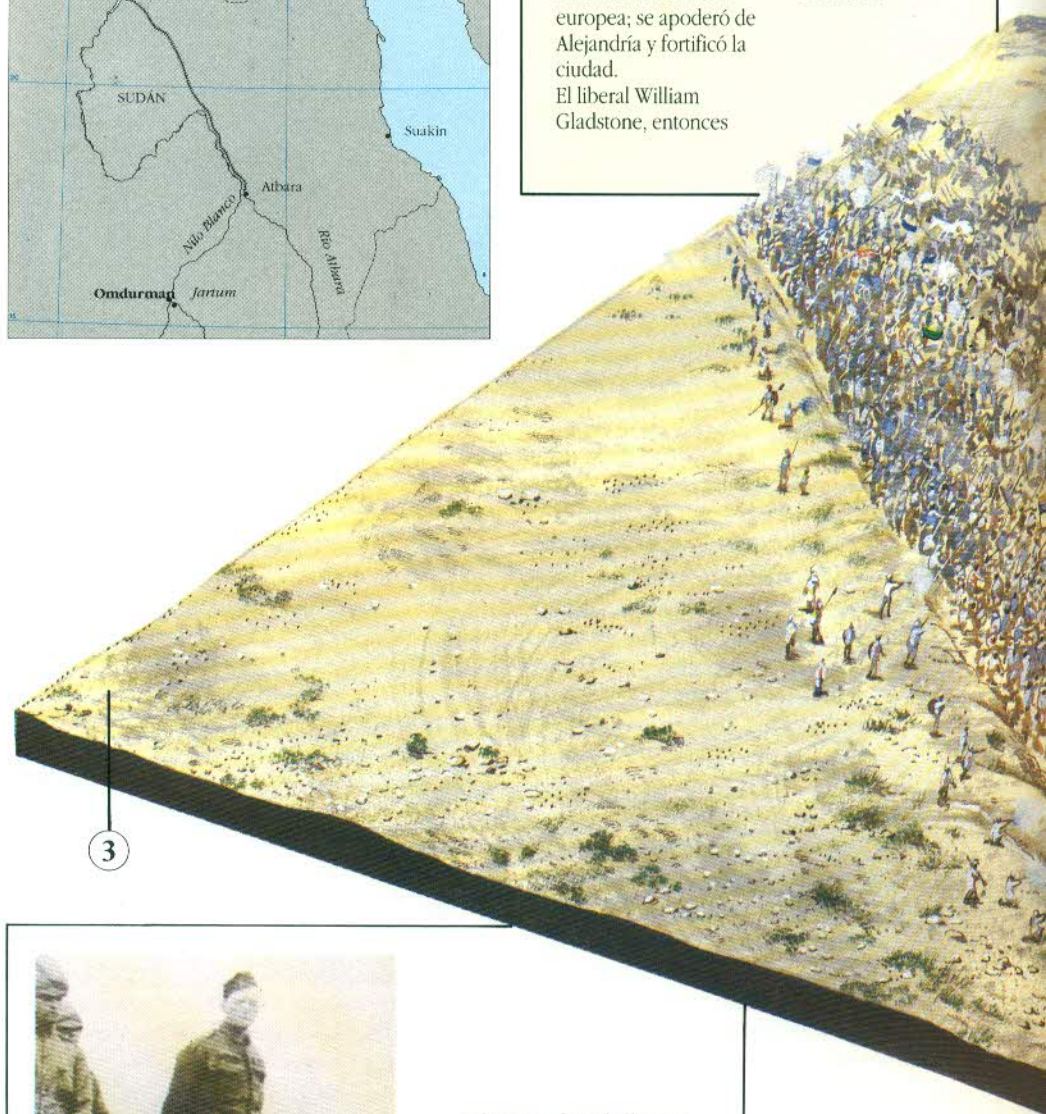 SUDÁN
Suakin
Atbara
Nilo Blanco
Río Atbara
Omdurman Jartum
europea; se apoderó de
Alejandría y fortificó la
ciudad.
El liberal William
Gladstone, entonces
3